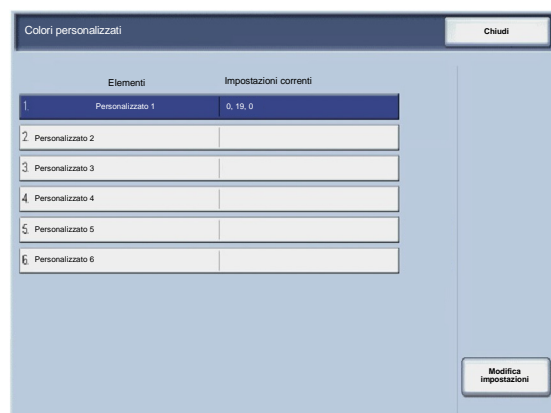 Colori personalizzati
Chiudi
Elementi Impostazioni correnti
1. Personalizzato 1 0, 19, 0
2. Personalizzato 2
3. Personalizzato 3
4. Personalizzato 4
5. Personalizzato 5
6. Personalizzato 6
Modifica
impostazioni